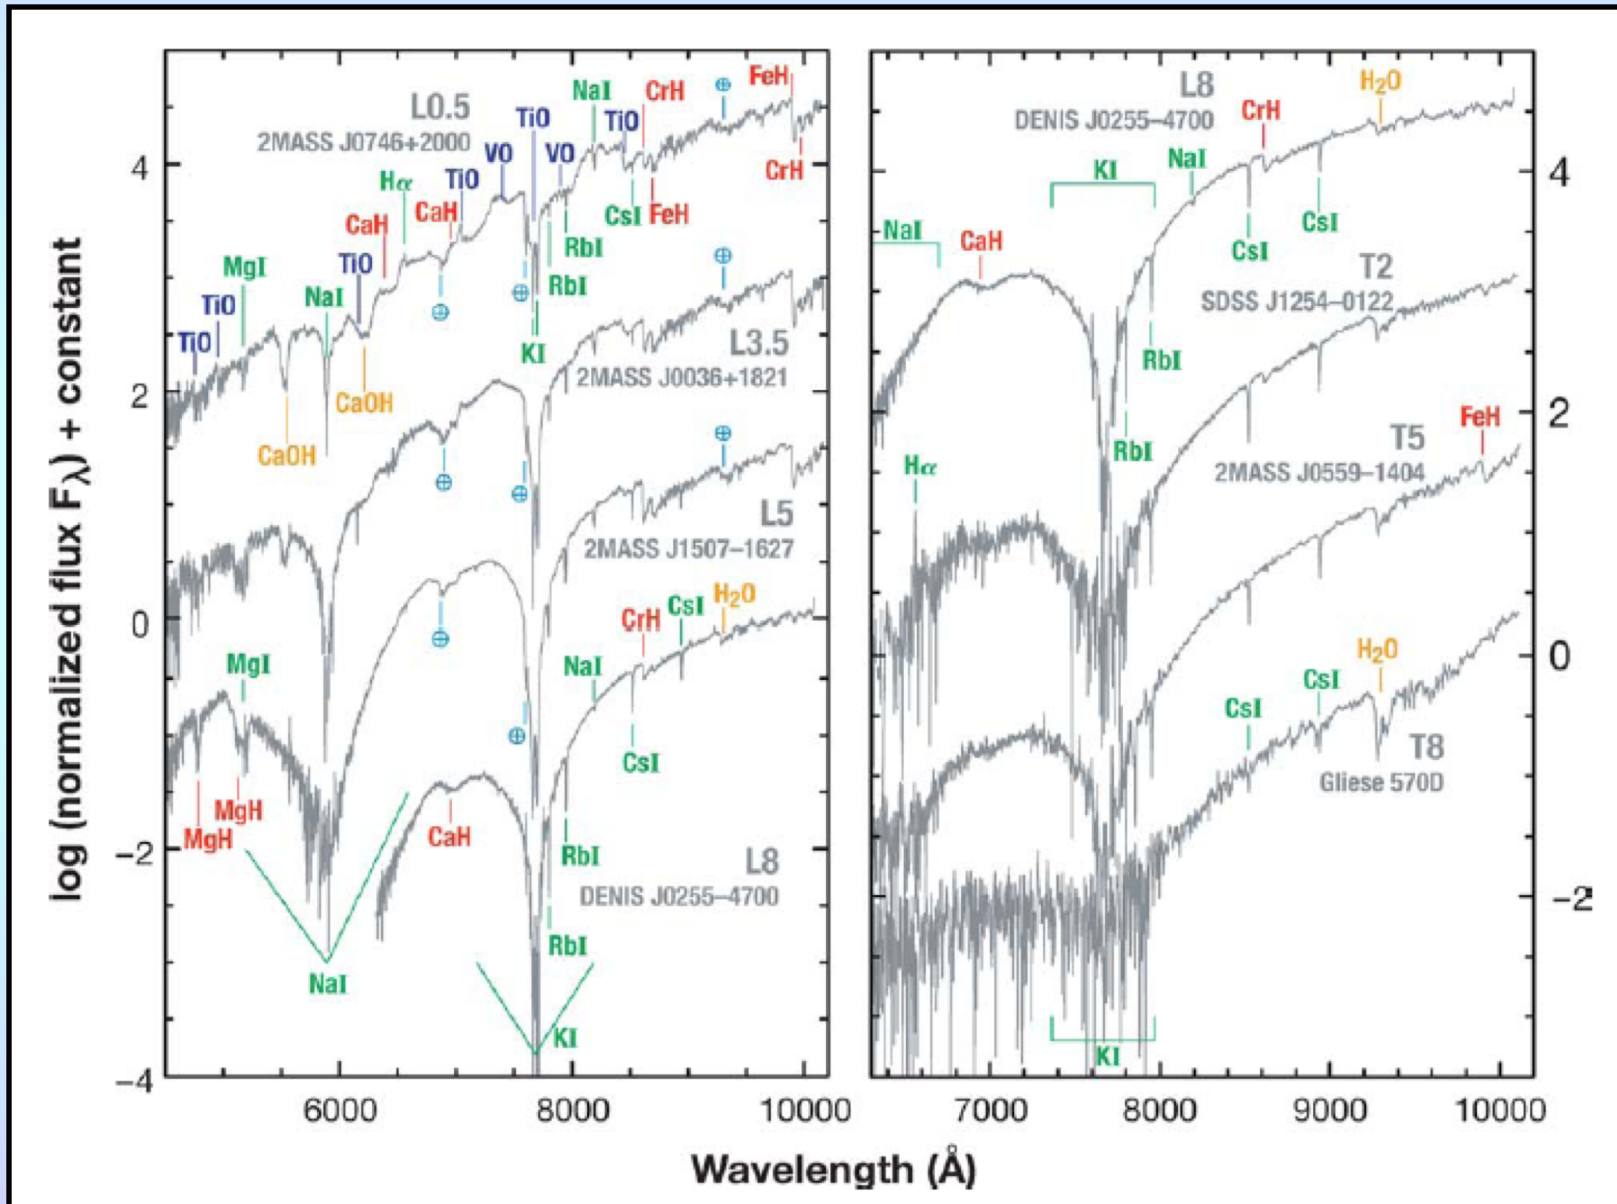 log (normalized flux Fλ) + constant
4
2
0
−2
−4
6000
8000
10000
L0.5
2MASS J0746+2000
TiO
TiO
MgI
NaI
TiO
CaH
Hα
CaH
TiO
VO
TiO
VO
NaI
TiO
CrH
⊕
FeH
CrH
CaOH
CaOH
⊕
⊕
KI
RbI
RbI
CsI
FeH
L3.5
2MASS J0036+1821
⊕
⊕
⊕
L5
2MASS J1507–1627
⊕
⊕
⊕
MgI
MgH
MgH
NaI
CaH
NaI
CrH
CsI
H2O
CsI
RbI
L8
DENIS J0255–4700
RbI
KI
L8
DENIS J0255–4700
H2O
CrH
NaI
KI
NaI
CaH
CsI
CsI
T2
SDSS J1254–0122
RbI
RbI
Hα
T5
2MASS J0559–1404
FeH
H2O
CsI
CsI
T8
Gliese 570D
KI
4
2
0
−2
7000
8000
9000
10000
Wavelength (Å)